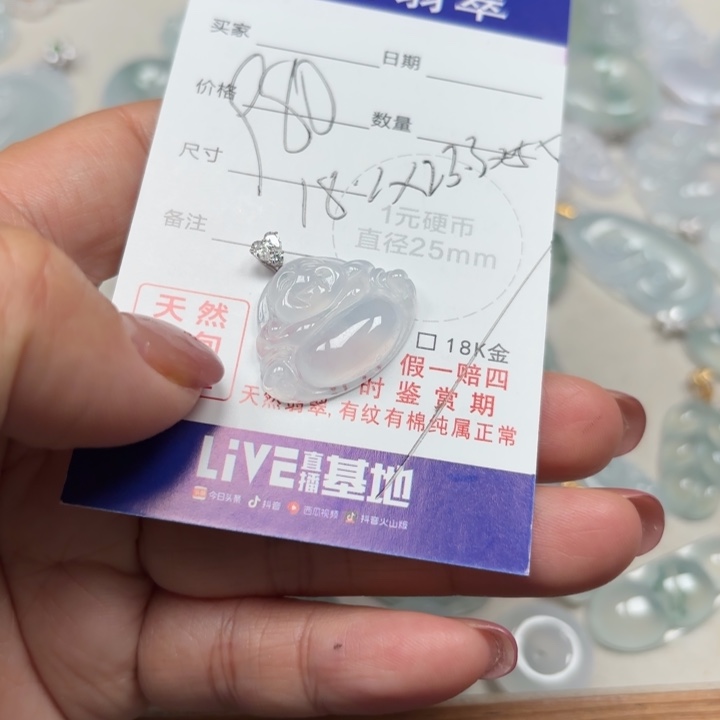 翡翠
买家
日期
价格 980
数量
尺寸 18.2x23.3x5.5
备注
1元硬币
直径25mm
天然
□18K金
假一赔四
时鉴赏期
天然翡翠,有纹有棉纯属正常
LiVE直播基地
今日头条 抖音 西瓜视频 抖音火山版